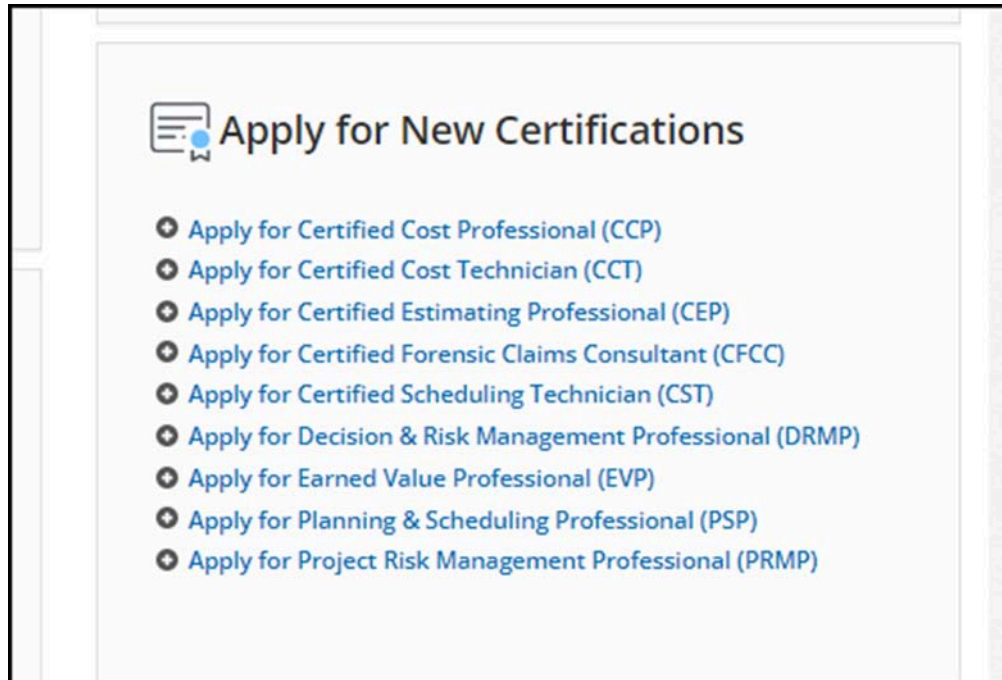 Apply for New Certifications
Apply for Certified Cost Professional (CCP)
Apply for Certified Cost Technician (CCT)
Apply for Certified Estimating Professional (CEP)
Apply for Certified Forensic Claims Consultant (CFCC)
Apply for Certified Scheduling Technician (CST)
Apply for Decision & Risk Management Professional (DRMP)
Apply for Earned Value Professional (EVP)
Apply for Planning & Scheduling Professional (PSP)
Apply for Project Risk Management Professional (PRMP)